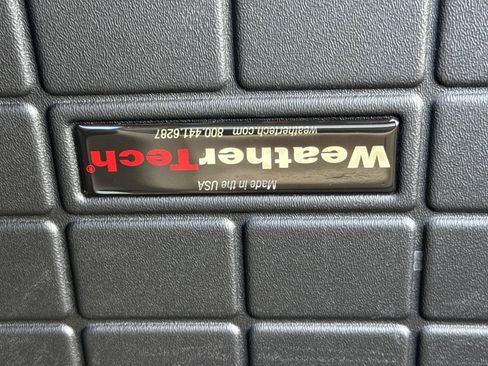 Made in the USA
WeatherTech®
weathertech.com 800.441.6287